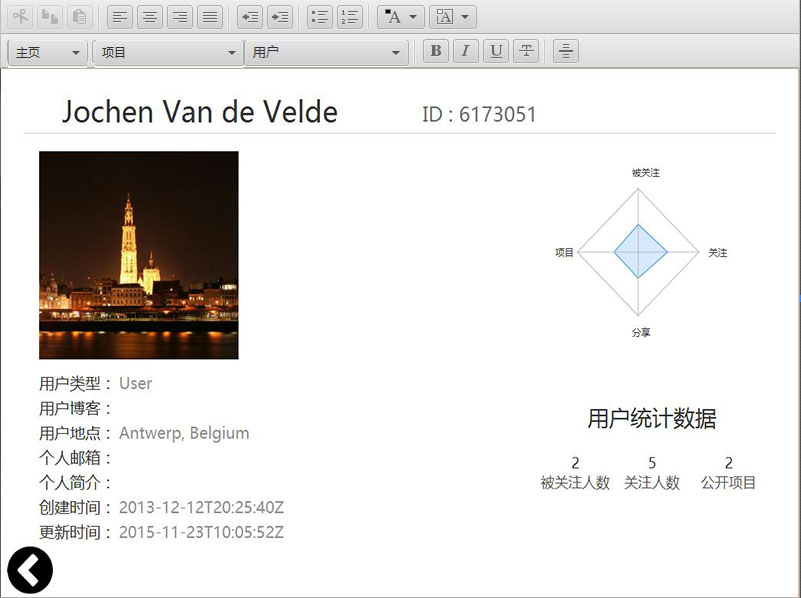 主页 项目 用户 B I U T
Jochen Van de Velde ID : 6173051
被关注
项目 关注
分享
用户类型： User
用户博客：
用户地点： Antwerp, Belgium
个人邮箱：
个人简介：
创建时间： 2013-12-12T20:25:40Z
更新时间： 2015-11-23T10:05:52Z
用户统计数据
2 5 2
被关注人数 关注人数 公开项目